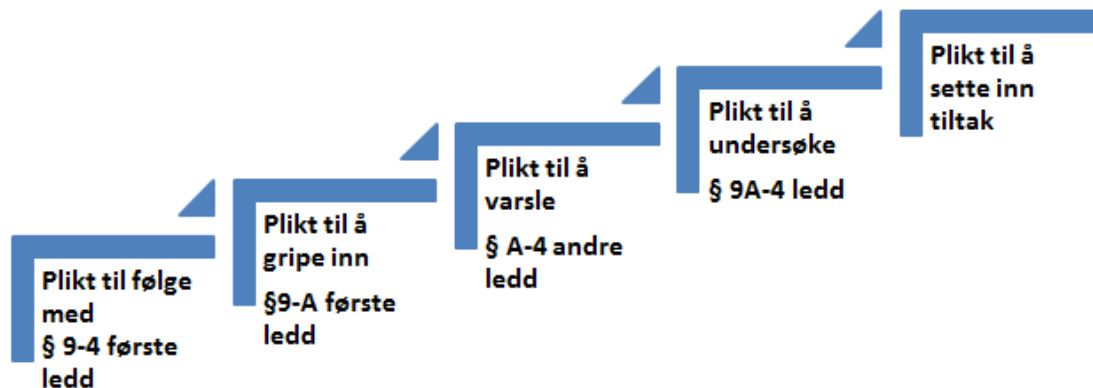 Plikt til følge
med
§ 9-4 første
ledd
Plikt til å
gripe inn
§9-A første
ledd
Plikt til å
varsle
§ A-4 andre
ledd
Plikt til å
undersøke
§ 9A-4 ledd
Plikt til å
sette inn
tiltak